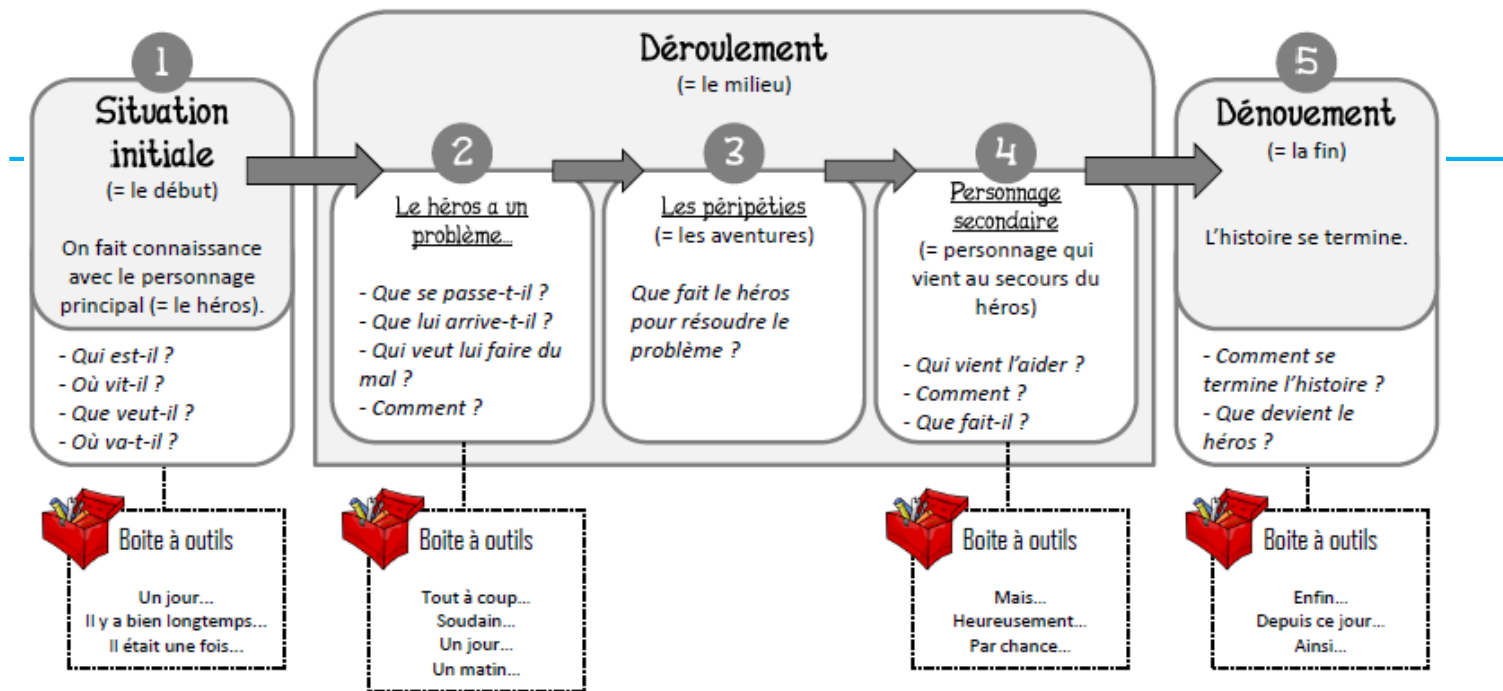 1
Situation
initiale
(= le début)
On fait connaissance
avec le personnage
principal (= le héros).
- Qui est-il ?
- Où vit-il ?
- Que veut-il ?
- Où va-t-il ?
Boite à outils
Un jour...
Il y a bien longtemps...
Il était une fois...
Déroulement
(= le milieu)
2
Le héros a un
problème...
- Que se passe-t-il ?
- Que lui arrive-t-il ?
- Qui veut lui faire du
mal ?
- Comment ?
Boite à outils
Tout à coup...
Soudain...
Un jour...
Un matin...
3
Les péripéties
(= les aventures)
Que fait le héros
pour résoudre le
problème ?
4
Personnage
secondaire
(= personnage qui
vient au secours du
héros)
- Qui vient l'aider ?
- Comment ?
- Que fait-il ?
Boite à outils
Mais...
Heureusement...
Par chance...
5
Dénouement
(= la fin)
L'histoire se termine.
- Comment se
termine l'histoire ?
- Que devient le
héros ?
Boite à outils
Enfin...
Depuis ce jour...
Ainsi...